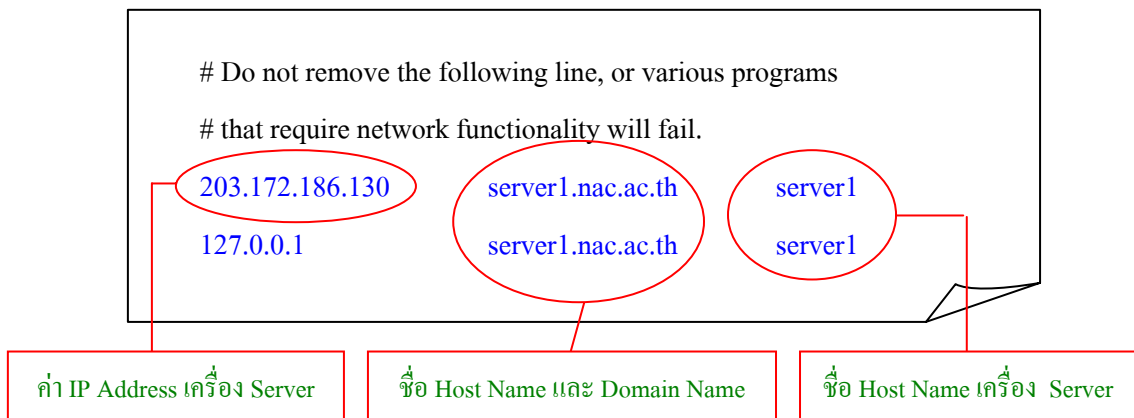 # Do not remove the following line, or various programs
# that require network functionality will fail.
203.172.186.130 server1.nac.ac.th server1
127.0.0.1 server1.nac.ac.th server1
ค่า IP Address เครื่อง Server
ชื่อ Host Name และ Domain Name
ชื่อ Host Name เครื่อง Server